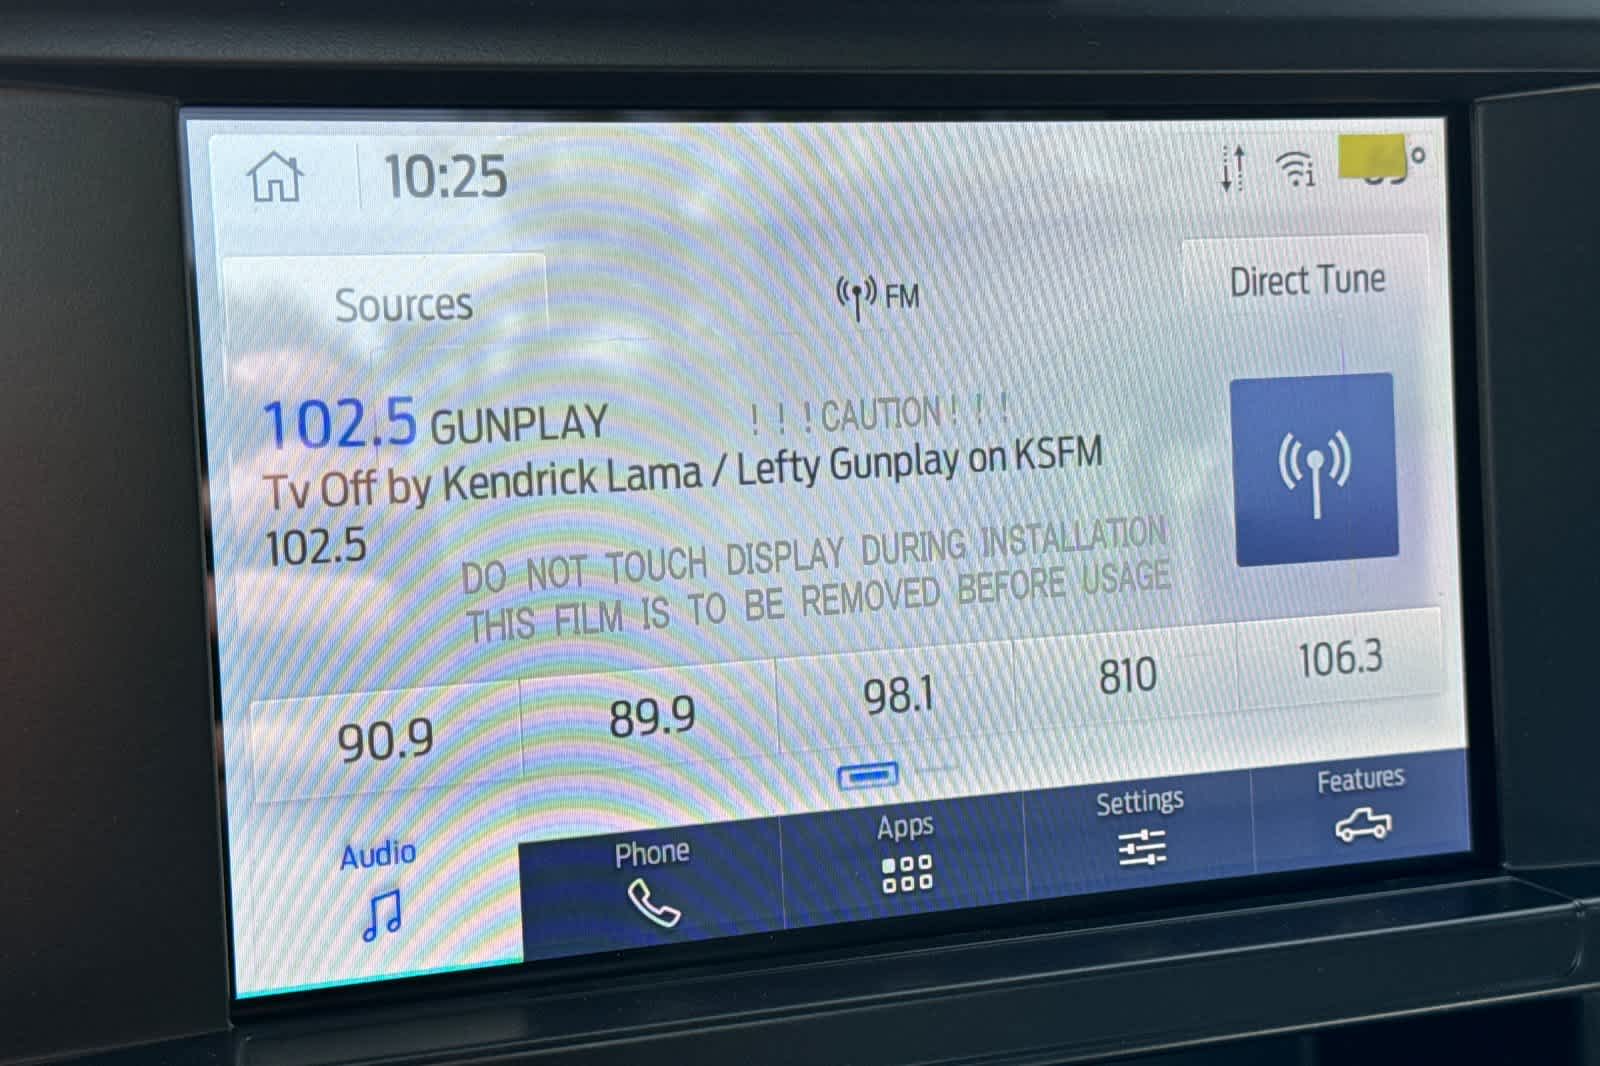 10:25
°
Sources
FM
Direct Tune
102.5 GUNPLAY
! ! ! CAUTION ! ! !
Tv Off by Kendrick Lama / Lefty Gunplay on KSFM
102.5
DO NOT TOUCH DISPLAY DURING INSTALLATION
THIS FILM IS TO BE REMOVED BEFORE USAGE
90.9
89.9
98.1
810
106.3
Audio
Phone
Apps
Settings
Features